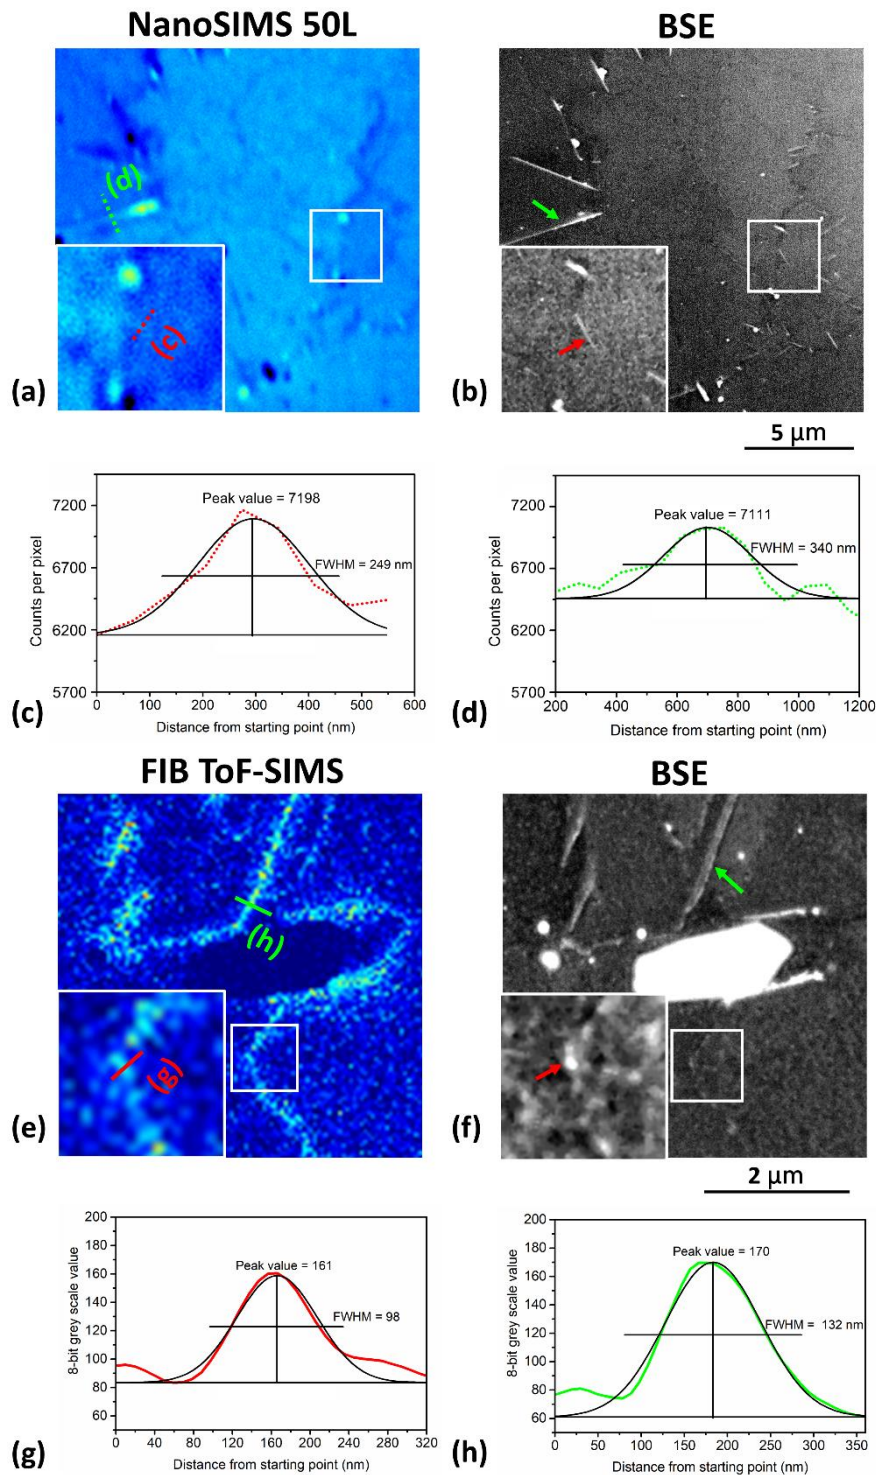 NanoSIMS 50L
BSE
(d)
(c)
(a)
(b)
5 μm
7200
6700
6200
5700
Counts per pixel
Peak value = 7198
FWHM = 249 nm
0 100 200 300 400 500 600
Distance from starting point (nm)
(c)
7200
6700
6200
5700
Counts per pixel
Peak value = 7111
FWHM = 340 nm
200 400 600 800 1000 1200
Distance from starting point (nm)
(d)
FIB ToF-SIMS
BSE
(h)
(g)
(e)
(f)
2 μm
200
180
160
140
120
100
80
60
8-bit grey scale value
Peak value = 161
FWHM = 98
0 40 80 120 160 200 240 280 320
Distance from starting point (nm)
(g)
200
180
160
140
120
100
80
60
8-bit grey scale value
Peak value = 170
FWHM = 132 nm
0 50 100 150 200 250 300 350
Distance from starting point (nm)
(h)